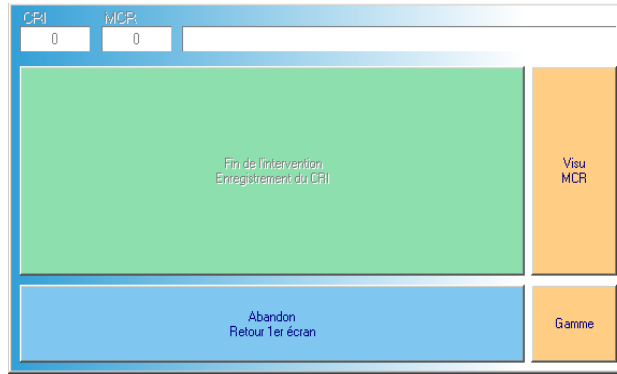 CRI MCR
0 0
Fin de l'intervention
Enregistrement du CRI
Visu
MCR
Abandon
Retour 1er écran
Gamme